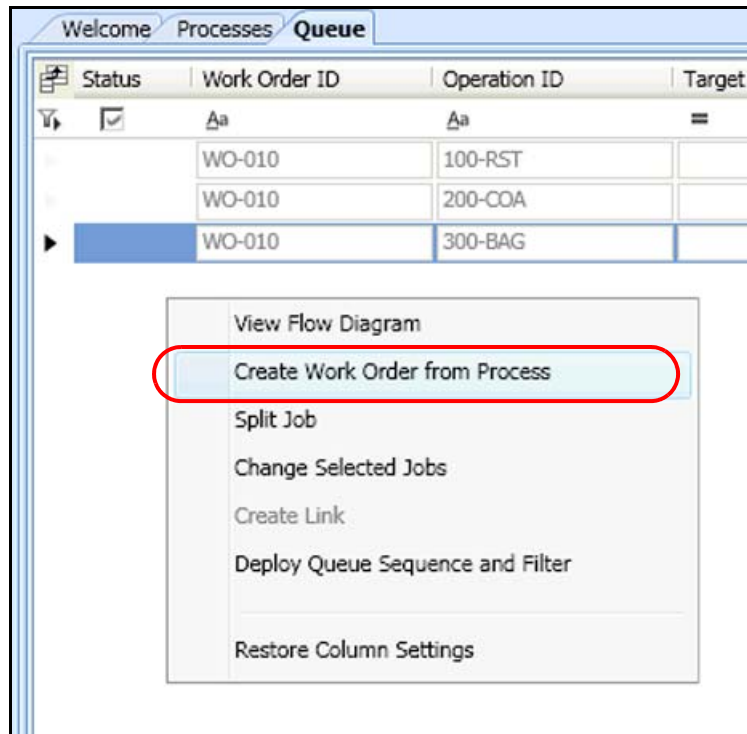 Welcome Processes Queue
Status Work Order ID Operation ID Target
Aa Aa =
WO-010 100-RST
WO-010 200-COA
WO-010 300-BAG
View Flow Diagram
Create Work Order from Process
Split Job
Change Selected Jobs
Create Link
Deploy Queue Sequence and Filter
Restore Column Settings